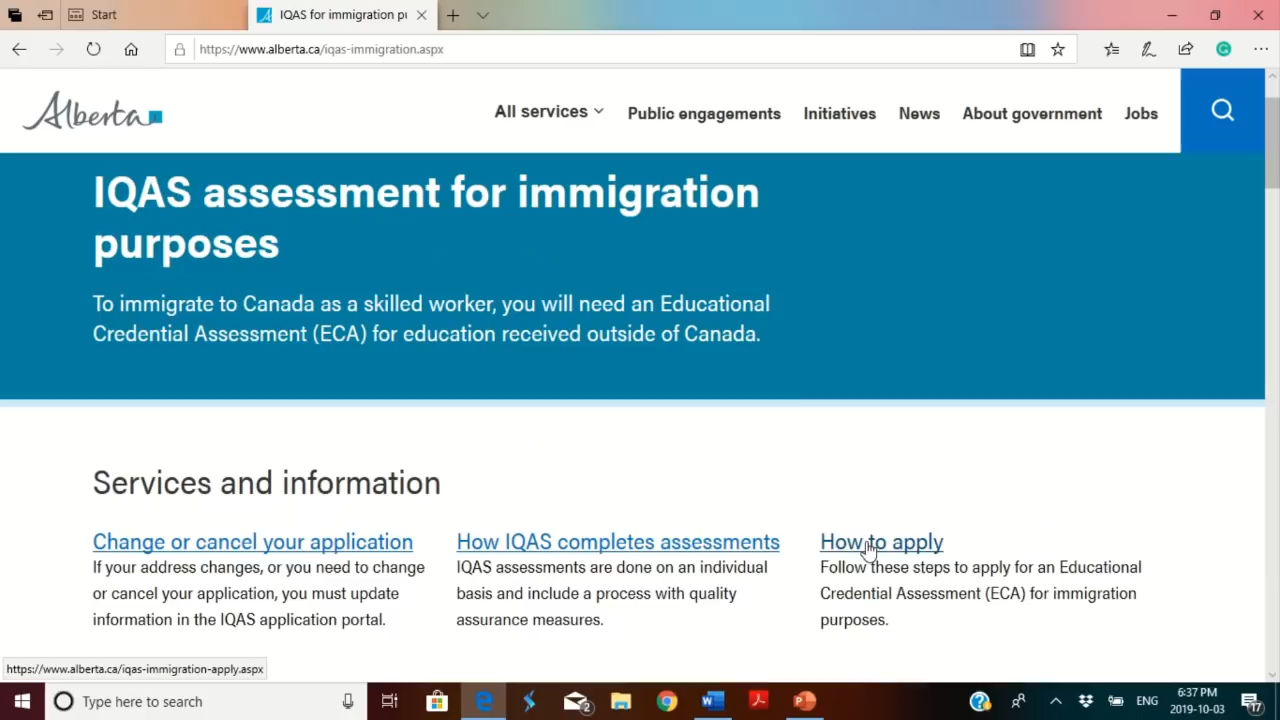 Start
IQAS for immigration pu
https://www.alberta.ca/iqas-immigration.aspx
Alberta
All services
Public engagements
Initiatives
News
About government
Jobs
IQAS assessment for immigration
purposes
To immigrate to Canada as a skilled worker, you will need an Educational
Credential Assessment (ECA) for education received outside of Canada.
Services and information
Change or cancel your application
If your address changes, or you need to change
or cancel your application, you must update
information in the IQAS application portal.
How IQAS completes assessments
IQAS assessments are done on an individual
basis and include a process with quality
assurance measures.
How to apply
Follow these steps to apply for an Educational
Credential Assessment (ECA) for immigration
purposes.
https://www.alberta.ca/iqas-immigration-apply.aspx
Type here to search
2
ENG
6:37 PM
2019-10-03
17